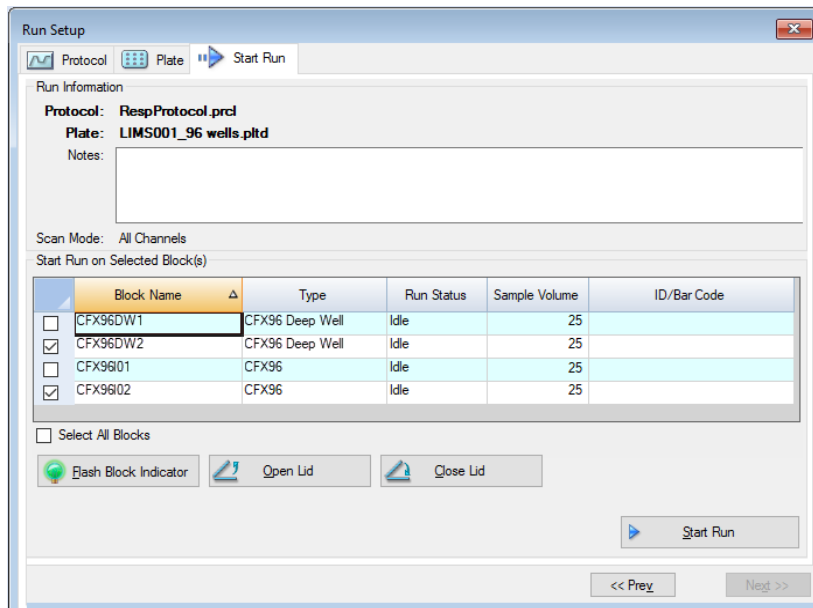 Run Setup
Protocol Plate Start Run
Run Information
Protocol: RespProtocol.prcl
Plate: LIMS001_96 wells.pltd
Notes:
Scan Mode: All Channels
Start Run on Selected Block(s)
Block Name Type Run Status Sample Volume ID/Bar Code
CFX96DW1 CFX96 Deep Well Idle 25
CFX96DW2 CFX96 Deep Well Idle 25
CFX96I01 CFX96 Idle 25
CFX96I02 CFX96 Idle 25
Select All Blocks
Flash Block Indicator Open Lid Close Lid
Start Run
<< Prev Next >>